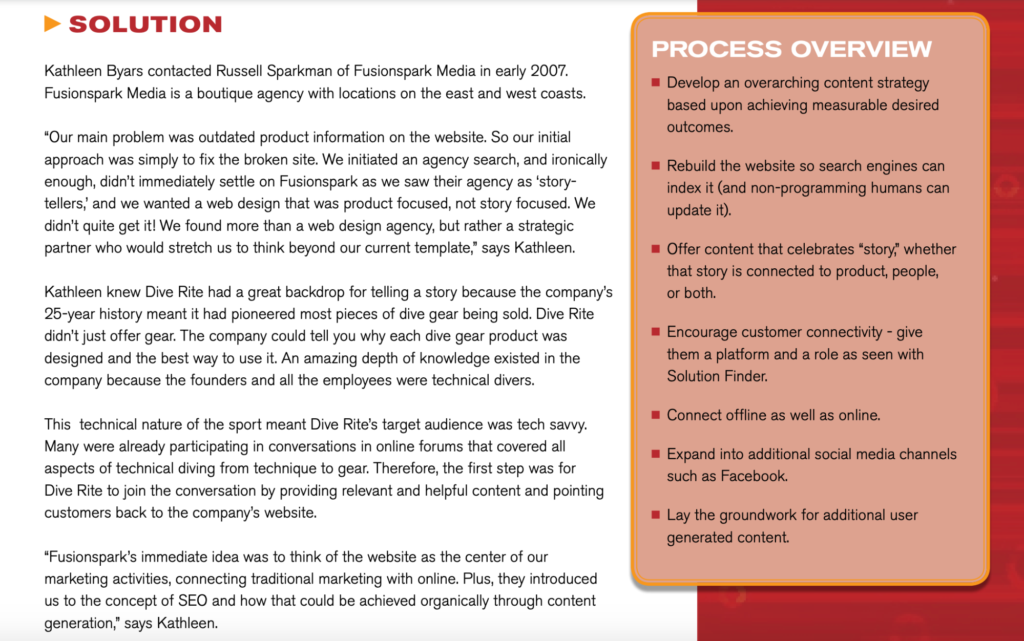 SOLUTION
Kathleen Byars contacted Russell Sparkman of Fusionspark Media in early 2007.
Fusionspark Media is a boutique agency with locations on the east and west coasts.
“Our main problem was outdated product information on the website. So our initial
approach was simply to fix the broken site. We initiated an agency search, and ironically
enough, didn’t immediately settle on Fusionspark as we saw their agency as ‘story-
tellers,’ and we wanted a web design that was product focused, not story focused. We
didn’t quite get it! We found more than a web design agency, but rather a strategic
partner who would stretch us to think beyond our current template,” says Kathleen.
Kathleen knew Dive Rite had a great backdrop for telling a story because the company’s
25-year history meant it had pioneered most pieces of dive gear being sold. Dive Rite
didn’t just offer gear. The company could tell you why each dive gear product was
designed and the best way to use it. An amazing depth of knowledge existed in the
company because the founders and all the employees were technical divers.
This  technical nature of the sport meant Dive Rite’s target audience was tech savvy.
Many were already participating in conversations in online forums that covered all
aspects of technical diving from technique to gear. Therefore, the first step was for
Dive Rite to join the conversation by providing relevant and helpful content and pointing
customers back to the company’s website.
“Fusionspark’s immediate idea was to think of the website as the center of our
marketing activities, connecting traditional marketing with online. Plus, they introduced
us to the concept of SEO and how that could be achieved organically through content
generation,” says Kathleen.
PROCESS OVERVIEW
Develop an overarching content strategy
based upon achieving measurable desired
outcomes.
Rebuild the website so search engines can
index it (and non-programming humans can
update it).
Offer content that celebrates “story,” whether
that story is connected to product, people,
or both.
Encourage customer connectivity - give
them a platform and a role as seen with
Solution Finder.
Connect offline as well as online.
Expand into additional social media channels
such as Facebook.
Lay the groundwork for additional user
generated content.